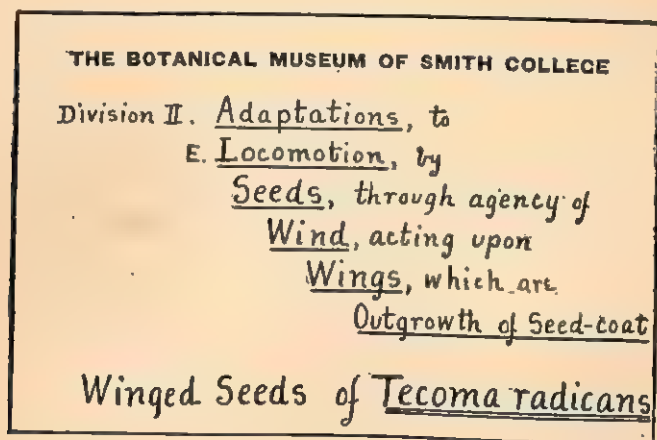 THE BOTANICAL MUSEUM OF SMITH COLLEGE
Division II. Adaptations, to
E. Locomotion, by
Seeds, through agency of
Wind, acting upon
Wings, which are
Outgrowth of Seed-coat
Winged Seeds of Tecoma radicans